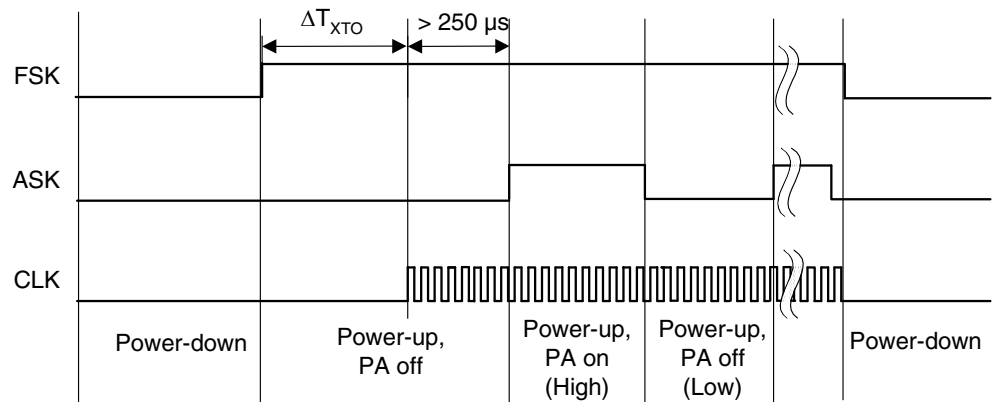 ΔT_XTO
> 250 µs
FSK
ASK
CLK
Power-down
Power-up,
PA off
Power-up,
PA on
(High)
Power-up,
PA off
(Low)
Power-down